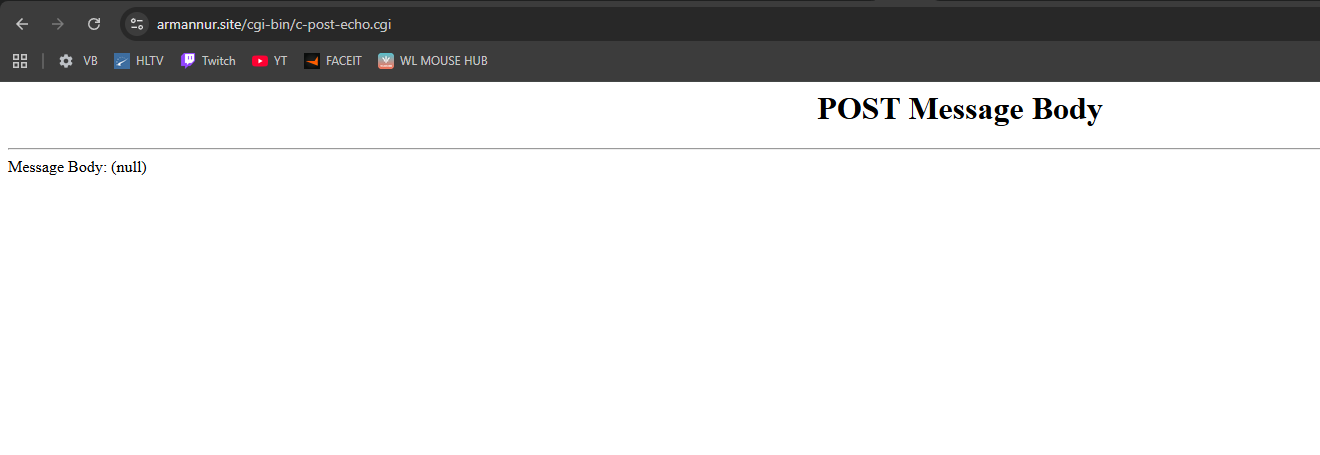 armannur.site/cgi-bin/c-post-echo.cgi
VB HLTV Twitch YT FACEIT WL MOUSE HUB
POST Message Body
Message Body: (null)